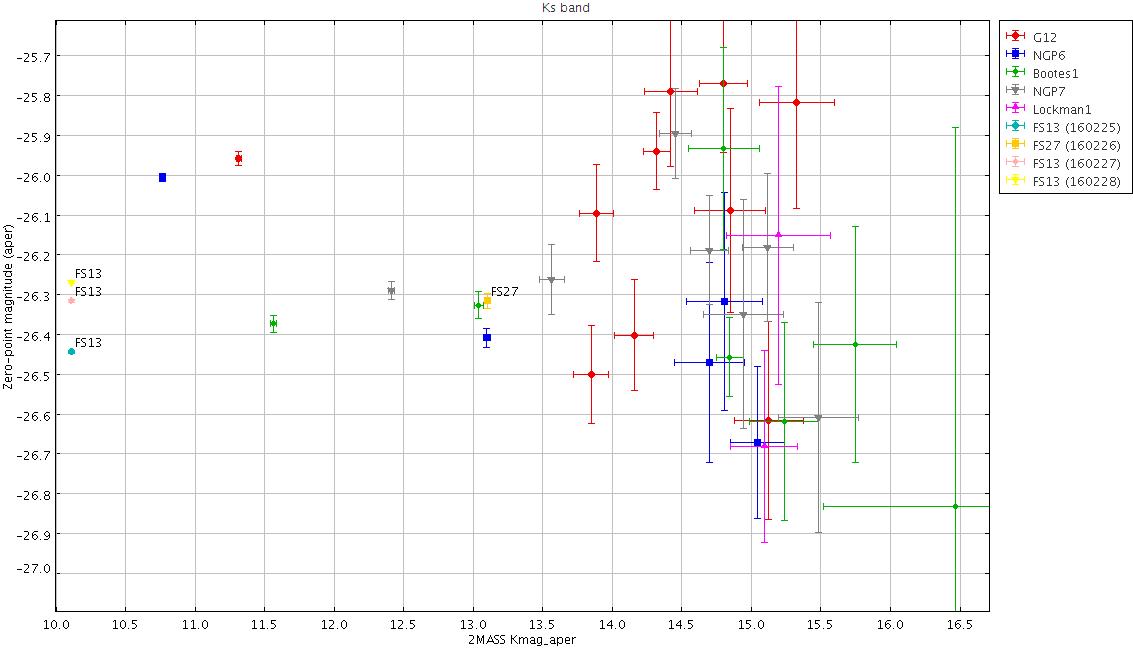 Ks band
Zero-point magnitude (aper)
-25.7
-25.8
-25.9
-26.0
-26.1
-26.2
-26.3
-26.4
-26.5
-26.6
-26.7
-26.8
-26.9
-27.0
FS13
FS13
FS13
FS27
10.0 10.5 11.0 11.5 12.0 12.5 13.0 13.5 14.0 14.5 15.0 15.5 16.0 16.5
2MASS Kmag_aper
G12
NGP6
Bootes1
NGP7
Lockman1
FS13 (160225)
FS27 (160226)
FS13 (160227)
FS13 (160228)